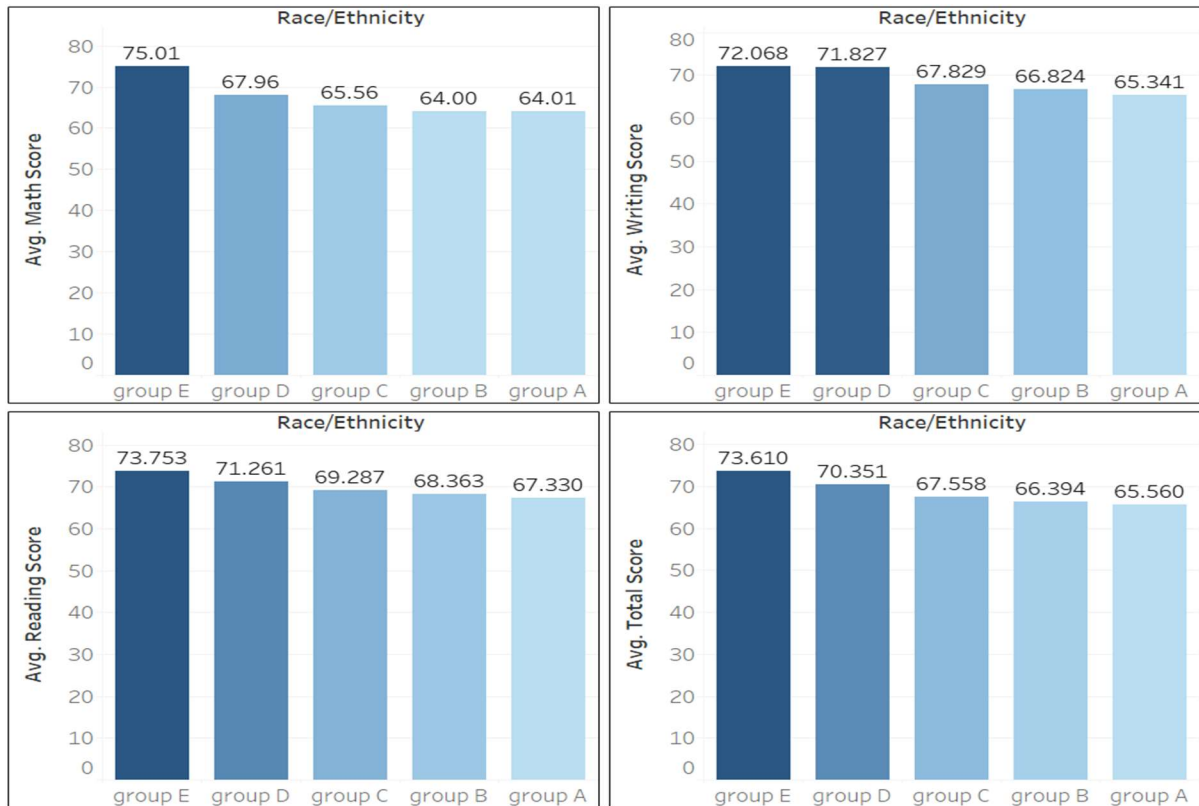 Race/Ethnicity
Avg. Math Score
80
70
60
50
40
30
20
10
0
75.01 67.96 65.56 64.00 64.01
group E group D group C group B group A
Race/Ethnicity
Avg. Writing Score
80
70
60
50
40
30
20
10
0
72.068 71.827 67.829 66.824 65.341
group E group D group C group B group A
Race/Ethnicity
Avg. Reading Score
80
70
60
50
40
30
20
10
0
73.753 71.261 69.287 68.363 67.330
group E group D group C group B group A
Race/Ethnicity
Avg. Total Score
80
70
60
50
40
30
20
10
0
73.610 70.351 67.558 66.394 65.560
group E group D group C group B group A